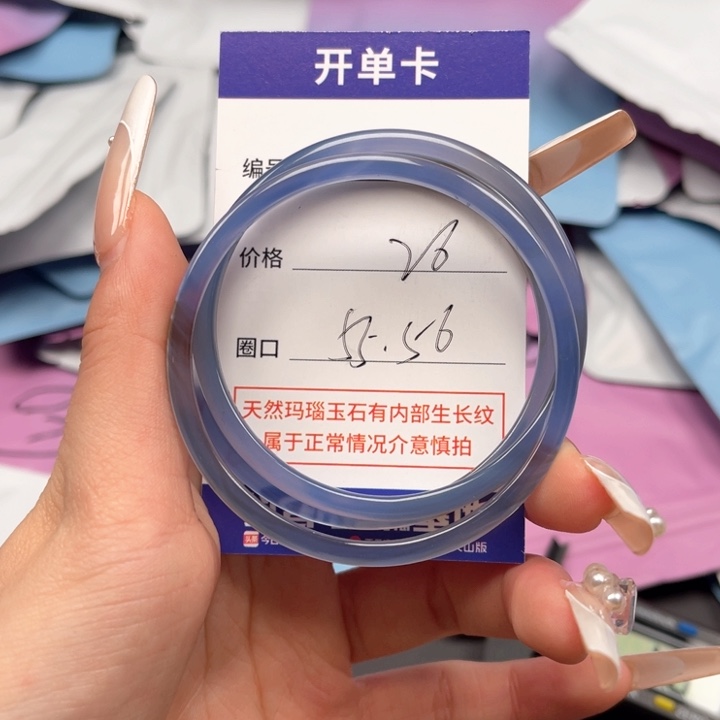 开单卡
编号
价格 26
圈口 55.56
天然玛瑙玉石有内部生长纹
属于正常情况介意慎拍